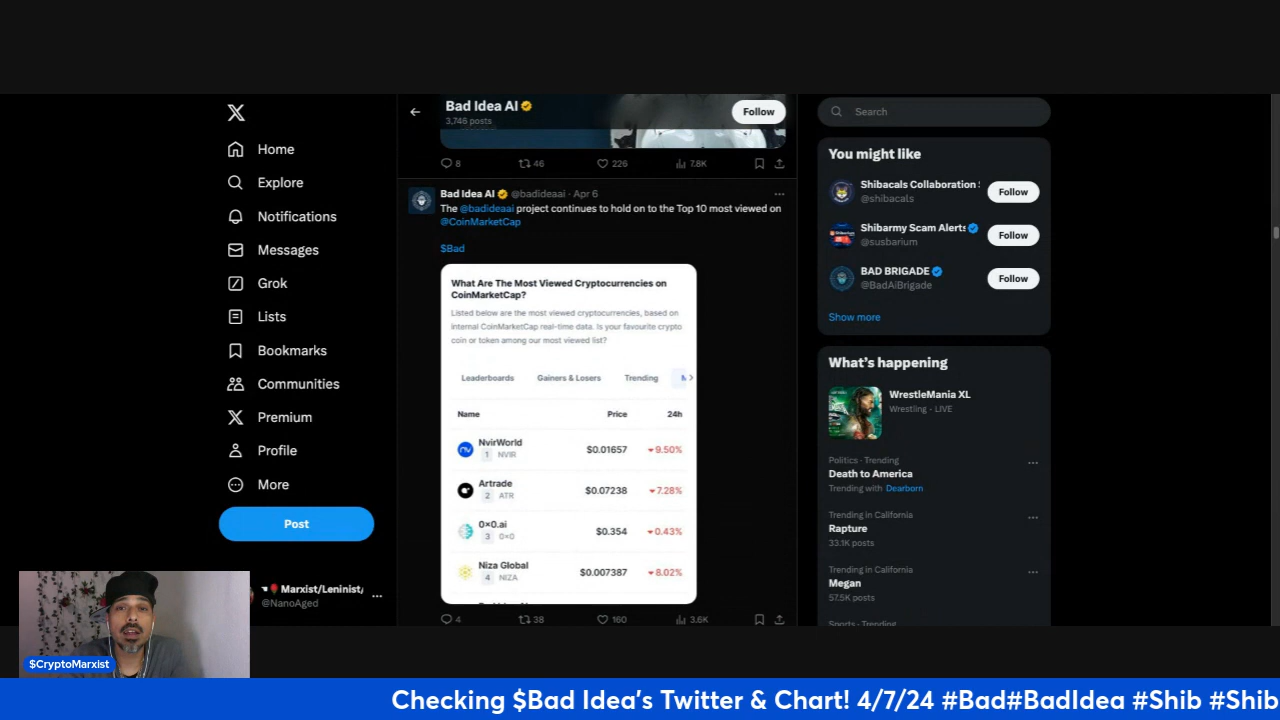 Home
Explore
Notifications
Messages
Grok
Lists
Bookmarks
Communities
Premium
Profile
More
Post
Marxist/Leninist/
@NanoAged
Bad Idea AI
3,746 posts
Follow
8 46 226 7.8K
Bad Idea AI @badideaai · Apr 6
The @badideaai project continues to hold on to the Top 10 most viewed on
@CoinMarketCap
$Bad
What Are The Most Viewed Cryptocurrencies on
CoinMarketCap?
Listed below are the most viewed cryptocurrencies, based on
internal CoinMarketCap real-time data. Is your favourite crypto
coin or token among our most viewed list?
Leaderboards Gainers & Losers Trending
Name Price 24h
NvirWorld
1 NVIR $0.01657 9.50%
Artrade
2 ATR $0.07238 7.28%
0x0.ai
3 0x0 $0.354 0.43%
Niza Global
4 NIZA $0.007387 8.02%
4 38 160 3.6K
Search
You might like
Shibacals Collaboration
@shibacals
Follow
Shibarmy Scam Alerts
@susbarium
Follow
BAD BRIGADE
@BadAiBrigade
Follow
Show more
What's happening
WrestleMania XL
Wrestling · LIVE
Politics · Trending
Death to America
Trending with Dearborn
Trending in California
Rapture
33.1K posts
Trending in California
Megan
57.5K posts
Sports · Trending
$CryptoMarxist
Checking $Bad Idea's Twitter & Chart! 4/7/24 #Bad#BadIdea #Shib #Shib